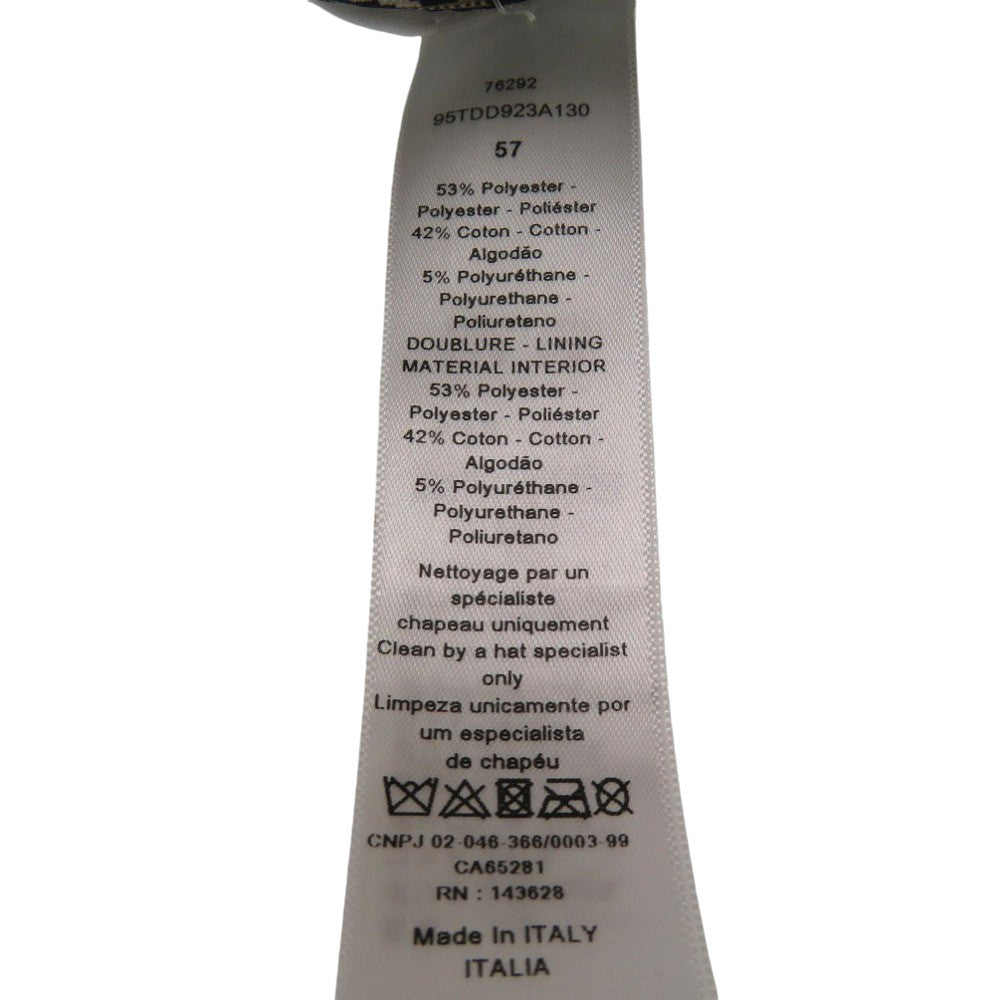 76292
95TDD923A130
57
53% Polyester -
Polyester - Poliéster
42% Coton - Cotton -
Algodão
5% Polyuréthane -
Polyurethane -
Poliuretano
DOUBLURE - LINING
MATERIAL INTERIOR
53% Polyester -
Polyester - Poliéster
42% Coton - Cotton -
Algodão
5% Polyuréthane -
Polyurethane -
Poliuretano
Nettoyage par un
spécialiste
chapeau uniquement
Clean by a hat specialist
only
Limpeza unicamente por
um especialista
de chapéu
CNPJ 02-046-366/0003-99
CA65281
RN : 143628
Made In ITALY
ITALIA